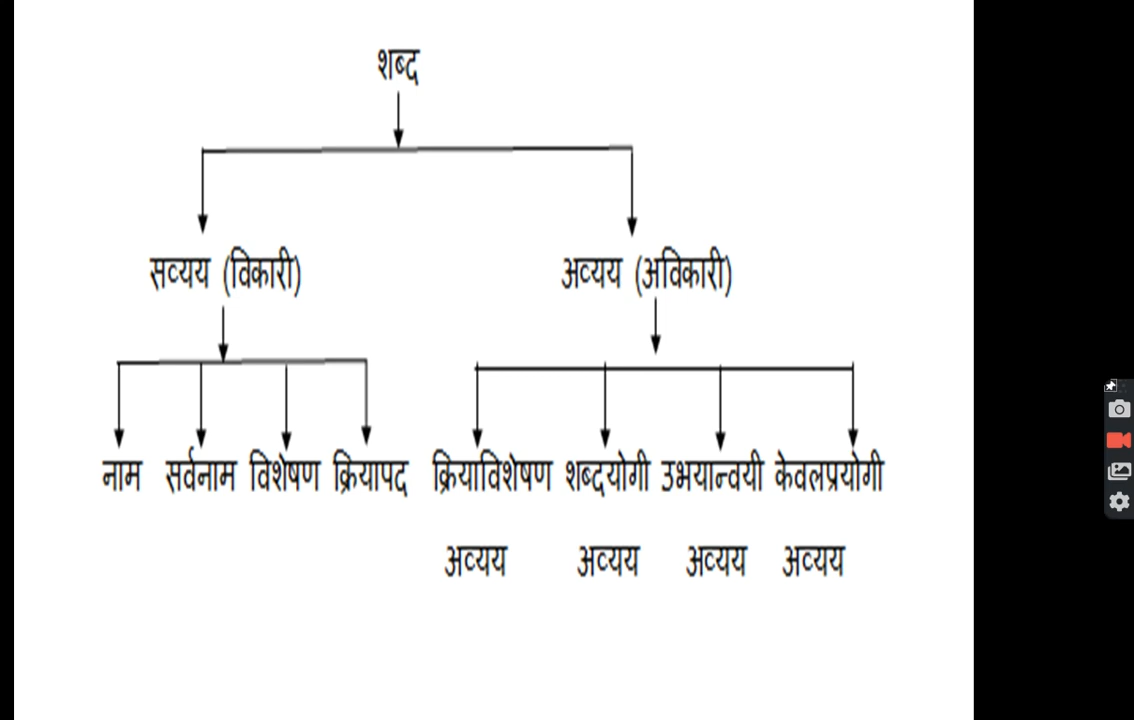 शब्द
सव्यय (विकारी) अव्यय (अविकारी)
नाम सर्वनाम विशेषण क्रियापद क्रियाविशेषण शब्दयोगी उभयान्वयी केवलप्रयोगी
अव्यय अव्यय अव्यय अव्यय